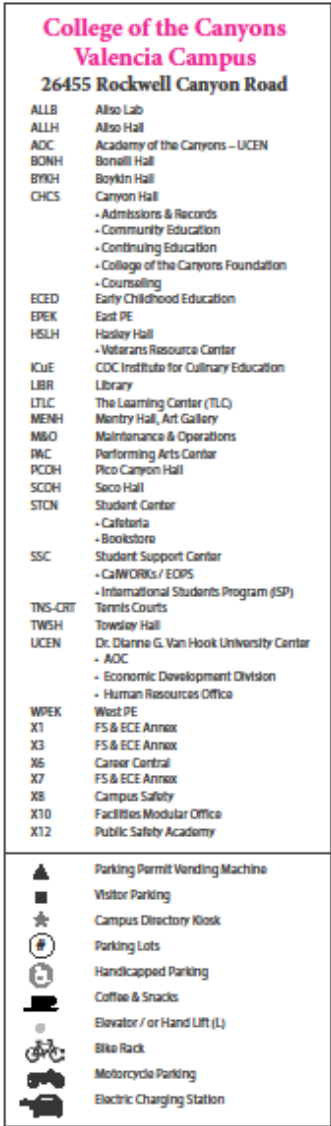 College of the Canyons
Valencia Campus
26455 Rockwell Canyon Road
ALLB Aliso Lab
ALLH Aliso Hall
AOC Academy of the Canyons – UCEN
BONH Bonelli Hall
BYKH Boykin Hall
CHCS Canyon Hall
• Admissions & Records
• Community Education
• Continuing Education
• College of the Canyons Foundation
• Counseling
ECED Early Childhood Education
EPEK East PE
HSLH Hasley Hall
• Veterans Resource Center
ICuE COC Institute for Culinary Education
LIBR Library
LTLC The Learning Center (TLC)
MENH Mentry Hall, Art Gallery
M&O Maintenance & Operations
PAC Performing Arts Center
PCOH Pico Canyon Hall
SCOH Seco Hall
STCN Student Center
• Cafeteria
• Bookstore
SSC Student Support Center
• CalWORKs / EOPS
• International Students Program (ISP)
TNS-CRT Tennis Courts
TWSH Towsley Hall
UCEN Dr. Dianne G. Van Hook University Center
• AOC
• Economic Development Division
• Human Resources Office
WPEK West PE
X1 FS & ECE Annex
X3 FS & ECE Annex
X6 Career Central
X7 FS & ECE Annex
X8 Campus Safety
X10 Facilities Modular Office
X12 Public Safety Academy
Parking Permit Vending Machine
Visitor Parking
Campus Directory Kiosk
# Parking Lots
Handicapped Parking
Coffee & Snacks
Elevator / or Hand Lift (L)
Bike Rack
Motorcycle Parking
Electric Charging Station